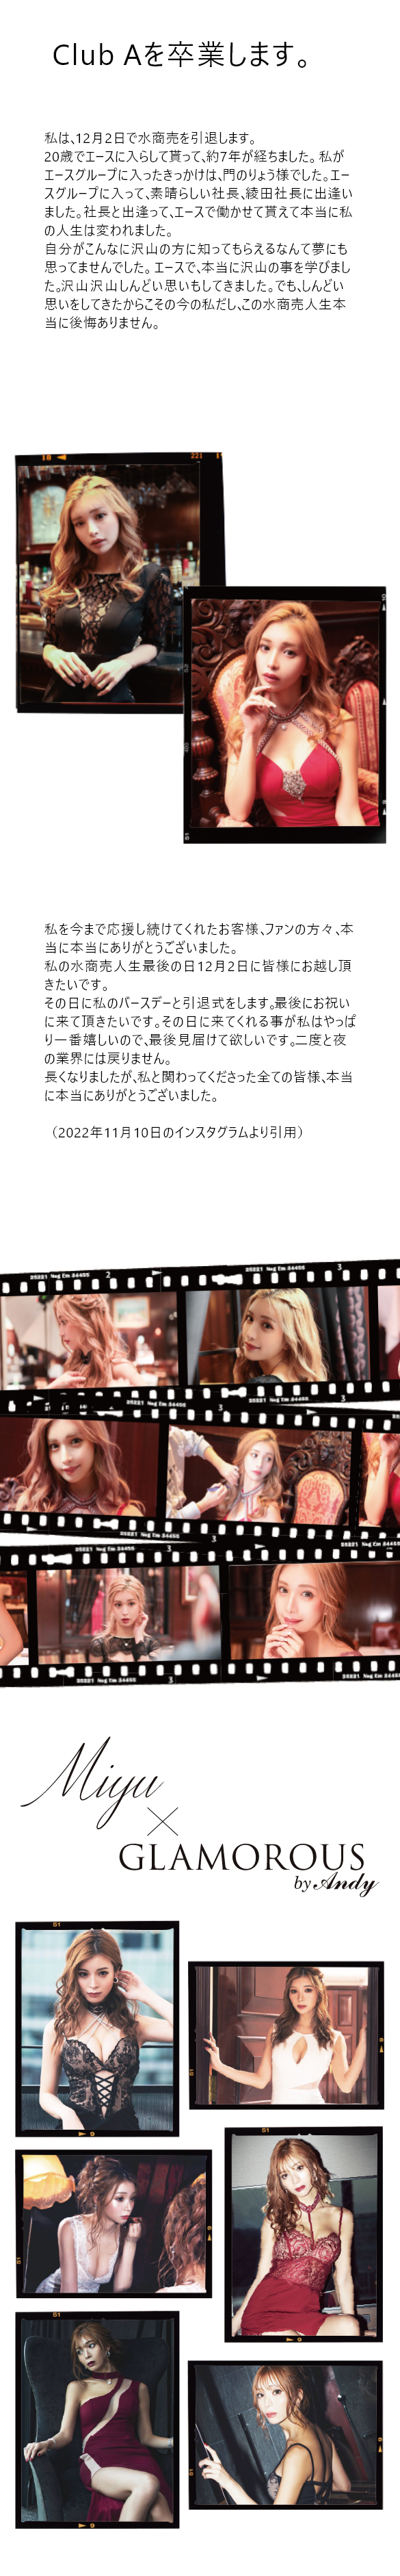 Club Aを卒業します。
私は、12月2日で水商売を引退します。
20歳でエースに入らして貰って、約7年が経ちました。 私が
エースグループに入ったきっかけは、門のりょう様でした。エー
スグループに入って、素晴らしい社長、綾田社長に出逢い
ました。社長と出逢って、エースで働かせて貰えて本当に私
の人生は変われました。
自分がこんなに沢山の方に知ってもらえるなんて夢にも
思ってませんでした。 エースで、本当に沢山の事を学びまし
た。沢山沢山しんどい思いもしてきました。でも、しんどい
思いをしてきたからこその今の私だし、この水商売人生本
当に後悔ありません。
10
221
私を今まで応援し続けてくれたお客様、ファンの方々、本
当に本当にありがとうございました。
私の水商売人生最後の日12月2日に皆様にお越し頂
きたいです。
その日に私のバースデーと引退式をします。最後にお祝い
に来て頂きたいです。その日に来てくれる事が私はやっぱ
り一番嬉しいので、最後見届けて欲しいです。二度と夜
の業界には戻りません。
長くなりましたが、私と関わってくださった全ての皆様、本当
に本当にありがとうございました。
（2022年11月10日のインスタグラムより引用）
25221 Neg Em 24455 2 3
25221 Neg Em 24455 3
25221 Neg Em 24455 3
Miyu
×
GLAMOROUS
by Andy